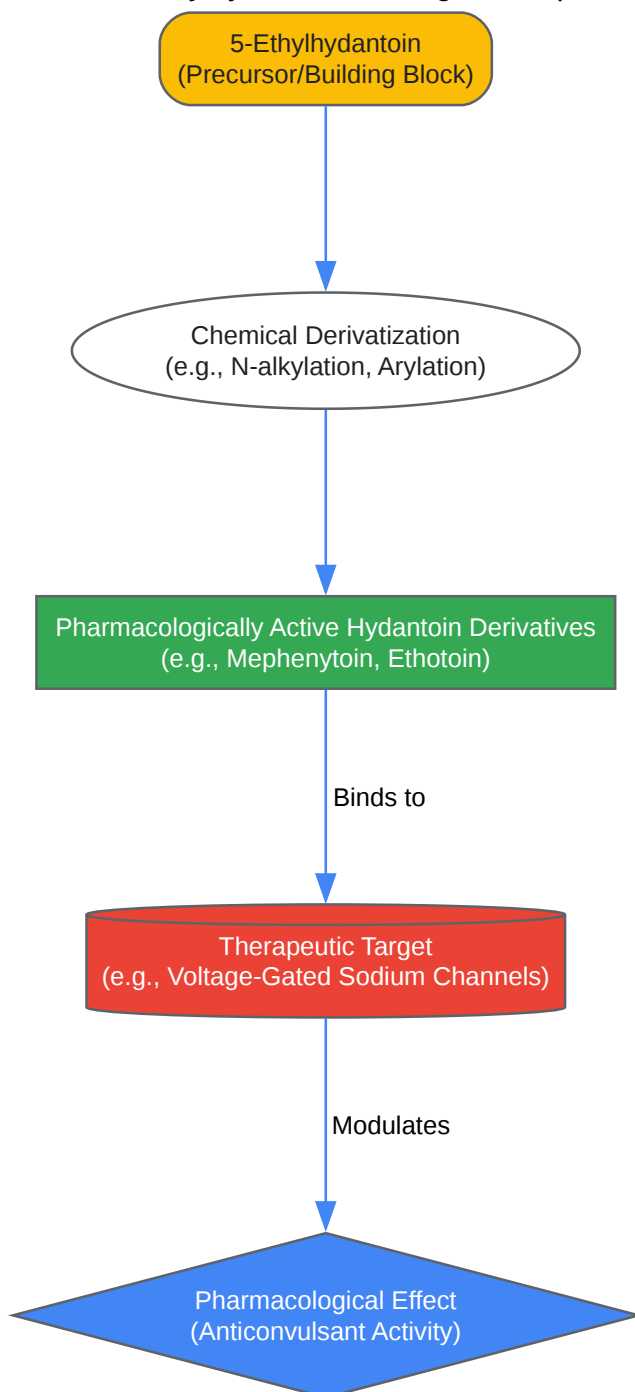 5-Ethylhydantoin
(Precursor/Building Block)
Chemical Derivatization
(e.g., N-alkylation, Arylation)
Pharmacologically Active Hydantoin Derivatives
(e.g., Mephenytoin, Ethotoin)
Binds to
Therapeutic Target
(e.g., Voltage-Gated Sodium Channels)
Modulates
Pharmacological Effect
(Anticonvulsant Activity)